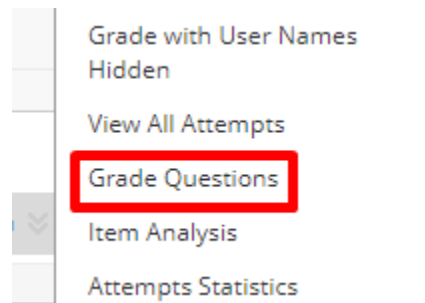 Grade with User Names
Hidden
View All Attempts
Grade Questions
Item Analysis
Attempts Statistics